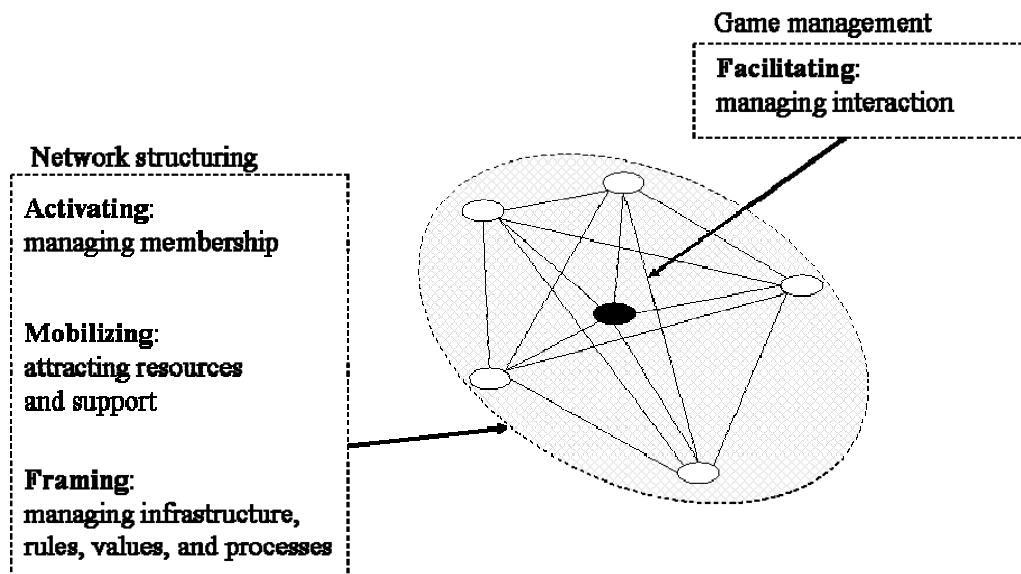 Game management
Facilitating:
managing interaction
Network structuring
Activating:
managing membership
Mobilizing:
attracting resources
and support
Framing:
managing infrastructure,
rules, values, and processes